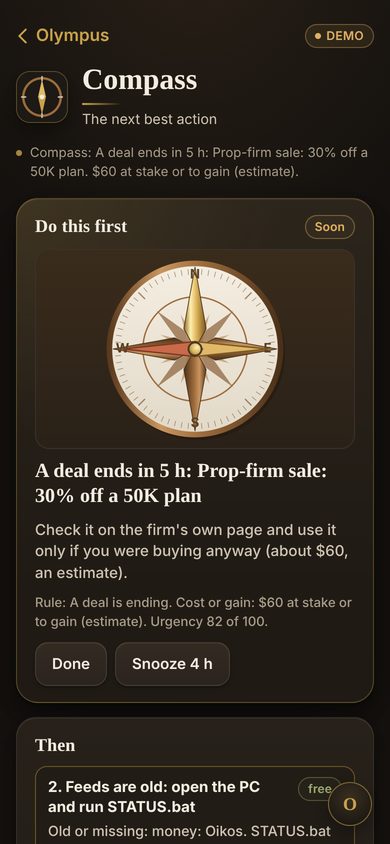 Olympus
DEMO
Compass
The next best action
Compass: A deal ends in 5 h: Prop-firm sale: 30% off a
50K plan. $60 at stake or to gain (estimate).
Do this first
Soon
N
W
E
S
A deal ends in 5 h: Prop-firm sale:
30% off a 50K plan
Check it on the firm's own page and use it
only if you were buying anyway (about $60,
an estimate).
Rule: A deal is ending. Cost or gain: $60 at stake or
to gain (estimate). Urgency 82 of 100.
Done
Snooze 4 h
Then
2. Feeds are old: open the PC
and run STATUS.bat
free
O
Old or missing: money: Oikos. STATUS.bat